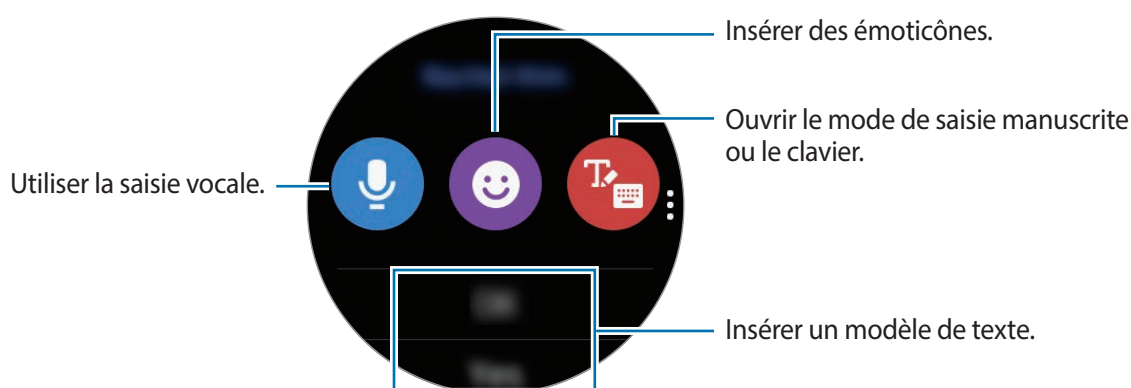 Insérer des émoticônes.
Ouvrir le mode de saisie manuscrite
ou le clavier.
Utiliser la saisie vocale.
Insérer un modèle de texte.